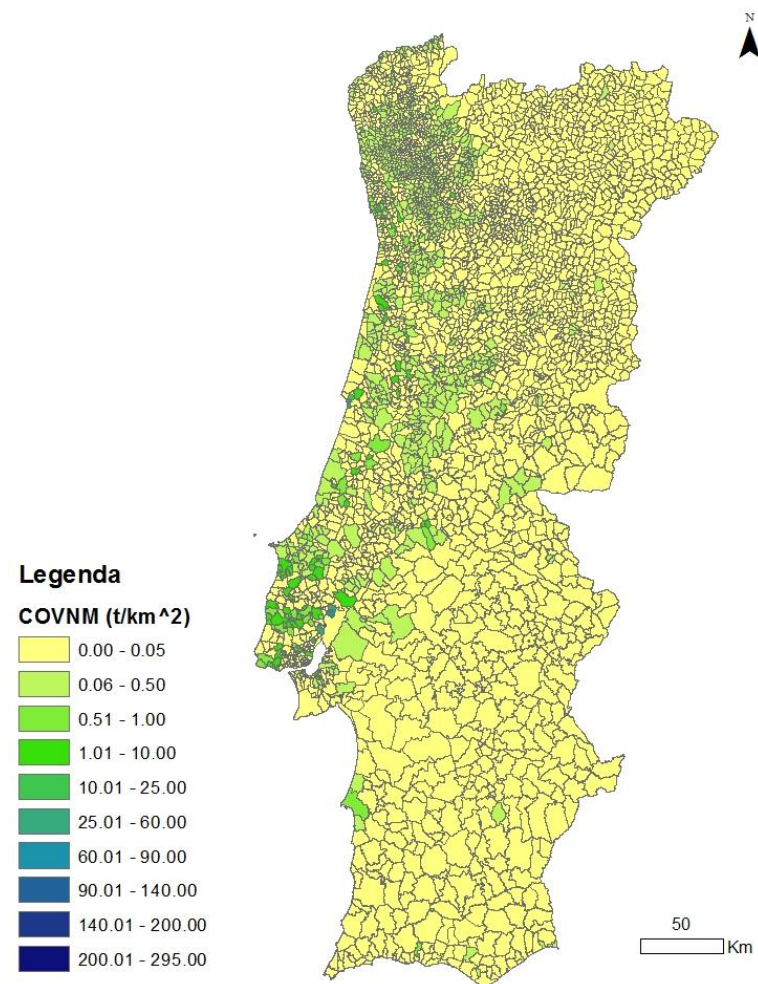 N
Legenda
COVNM (t/km^2)
0.00 - 0.05
0.06 - 0.50
0.51 - 1.00
1.01 - 10.00
10.01 - 25.00
25.01 - 60.00
60.01 - 90.00
90.01 - 140.00
140.01 - 200.00
200.01 - 295.00
50
Km